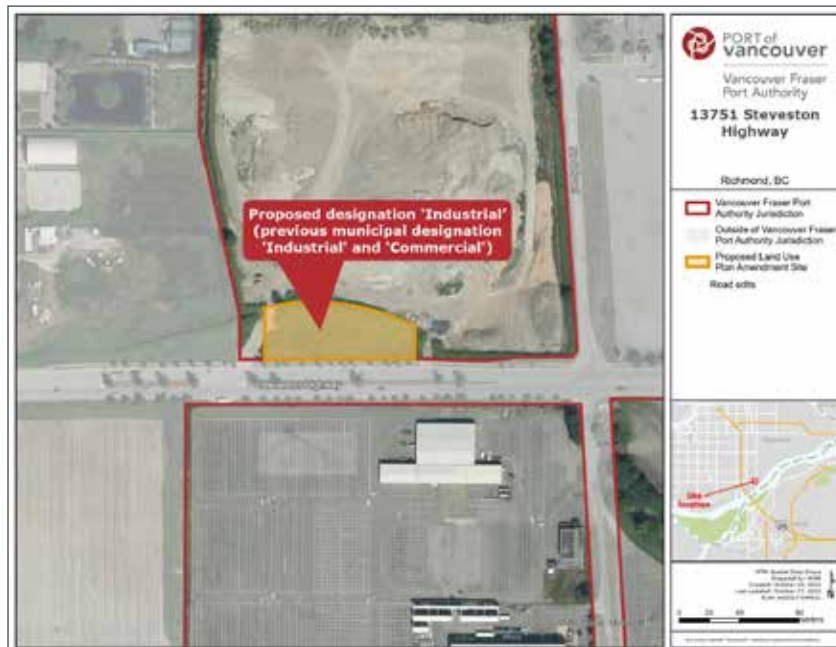 Proposed designation 'Industrial'
(previous municipal designation
'Industrial' and 'Commercial')
PORT of
vancouver
Vancouver Fraser
Port Authority
13751 Steveston
Highway
Richmond, BC
Vancouver Fraser Port
Authority Jurisdiction
Outside of Vancouver Fraser
Port Authority Jurisdiction
Proposed Land Use
Plan Amendment Site
Road edits
Site
location